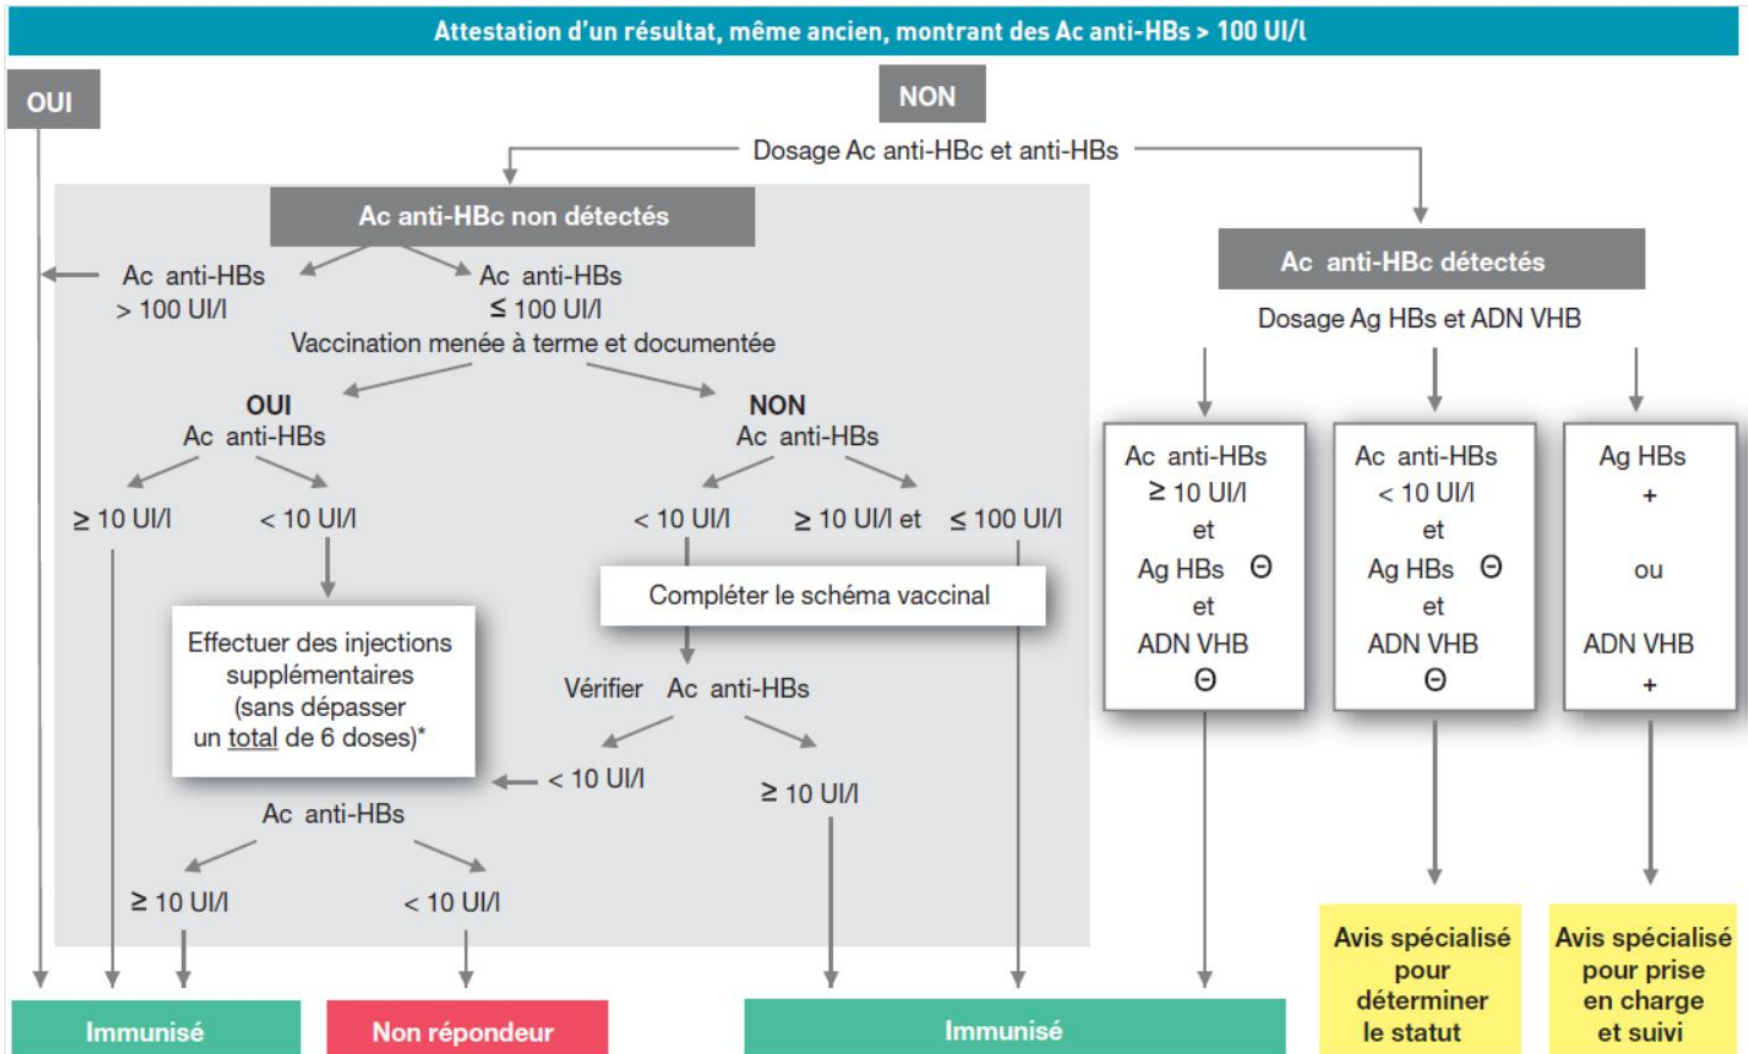 Attestation d'un résultat, même ancien, montrant des Ac anti-HBs > 100 UI/l
OUI
NON
Dosage Ac anti-HBc et anti-HBs
Ac anti-HBc non détectés
Ac anti-HBs
> 100 UI/l
Ac anti-HBs
≤ 100 UI/l
Vaccination menée à terme et documentée
OUI
Ac anti-HBs
≥ 10 UI/l
< 10 UI/l
NON
Ac anti-HBs
< 10 UI/l
≥ 10 UI/l et ≤ 100 UI/l
Effectuer des injections
supplémentaires
(sans dépasser
un total de 6 doses)*
Compléter le schéma vaccinal
Vérifier Ac anti-HBs
< 10 UI/l
≥ 10 UI/l
Ac anti-HBs
≥ 10 UI/l
< 10 UI/l
Ac anti-HBc détectés
Dosage Ag HBs et ADN VHB
Ac anti-HBs
≥ 10 UI/l
et
Ag HBs Θ
et
ADN VHB
Θ
Ac anti-HBs
< 10 UI/l
et
Ag HBs Θ
et
ADN VHB
Θ
Ag HBs
+
ou
ADN VHB
+
Immunisé
Non répondeur
Immunisé
Avis spécialisé
pour
déterminer
le statut
Avis spécialisé
pour prise
en charge
et suivi